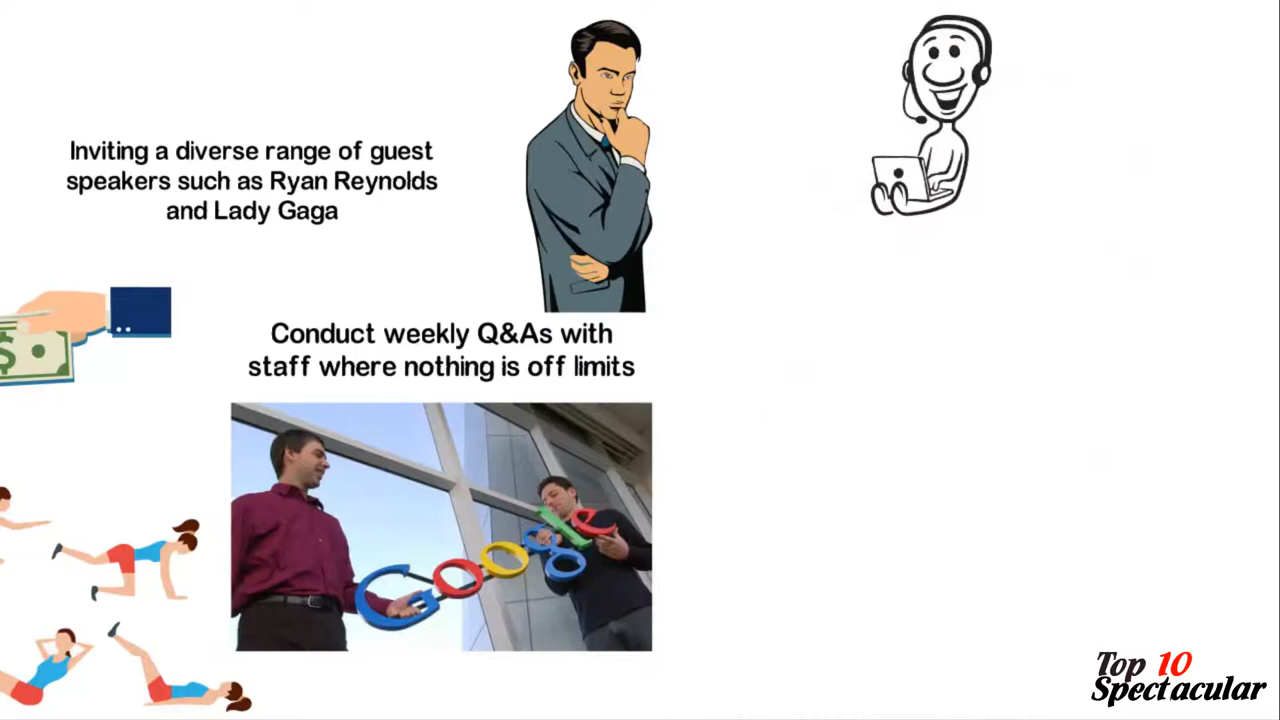 Inviting a diverse range of guest
speakers such as Ryan Reynolds
and Lady Gaga
$
Conduct weekly Q&As with
staff where nothing is off limits
Google
Top 10
Spectacular